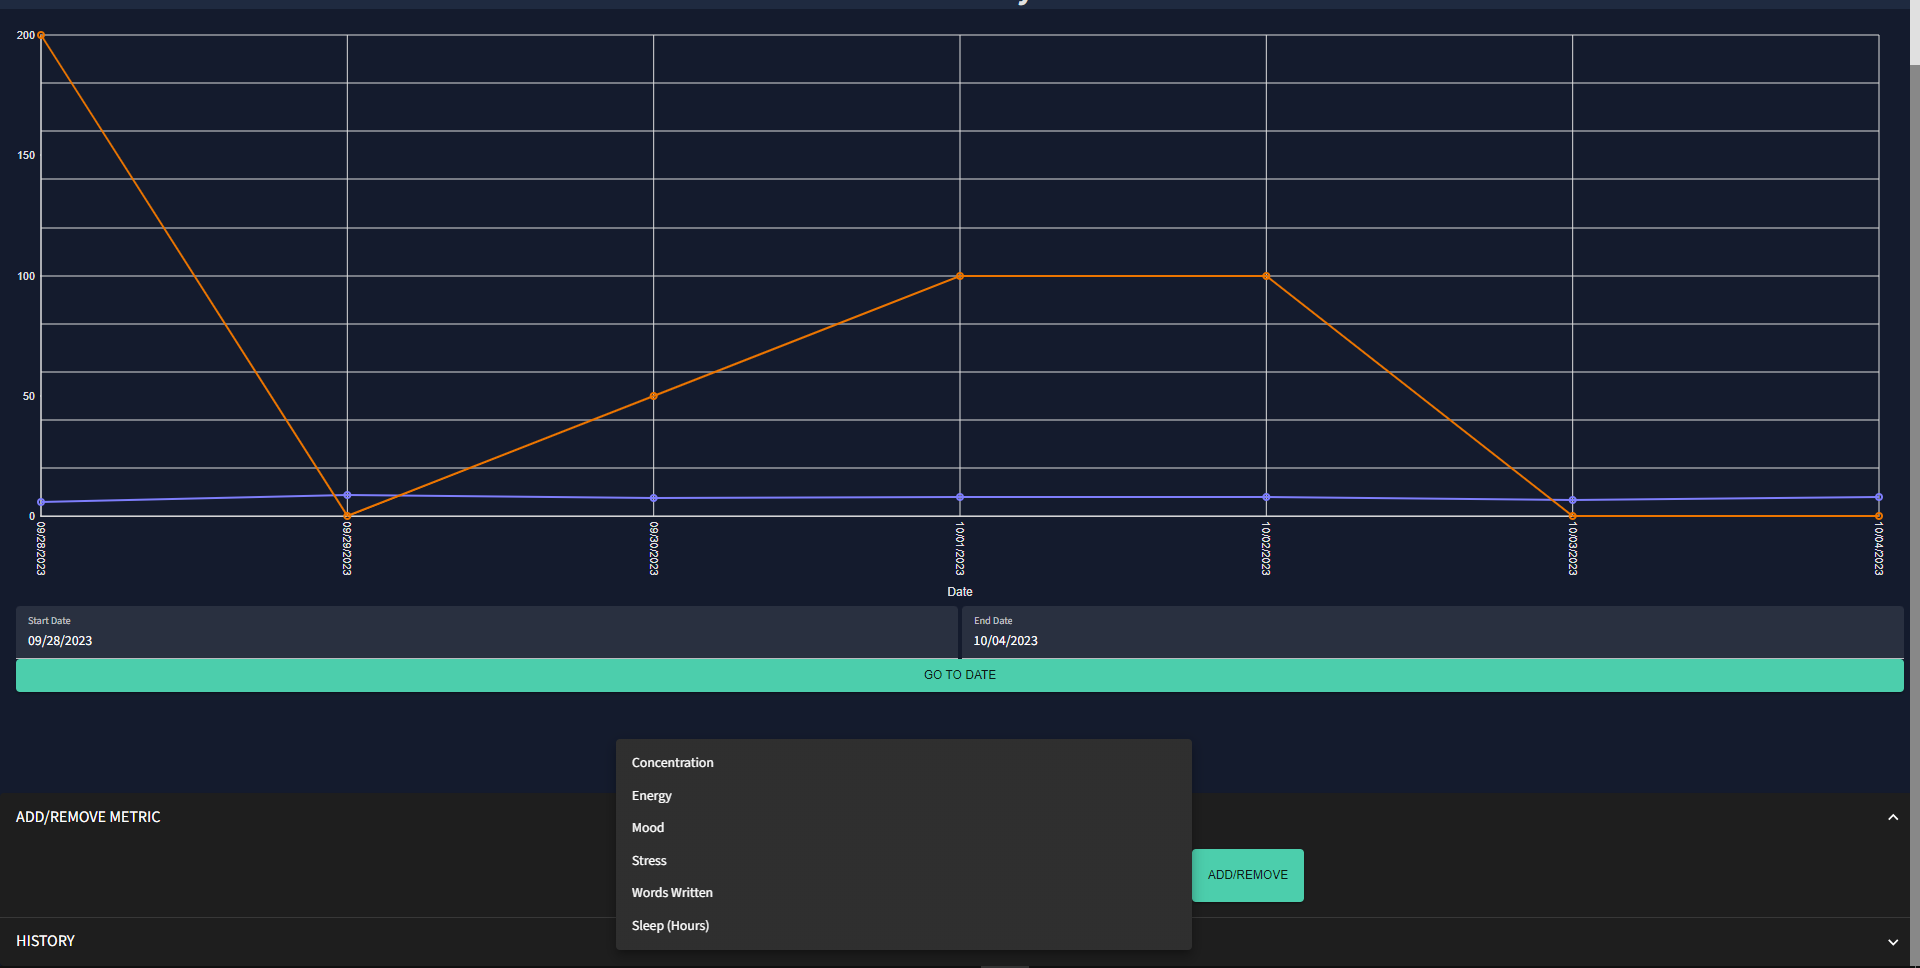 200
150
100
50
0
09/28/2023
09/29/2023
09/30/2023
10/01/2023
10/02/2023
10/03/2023
10/04/2023
Date
Start Date
09/28/2023
End Date
10/04/2023
GO TO DATE
Concentration
Energy
Mood
Stress
Words Written
Sleep (Hours)
ADD/REMOVE METRIC
ADD/REMOVE
HISTORY